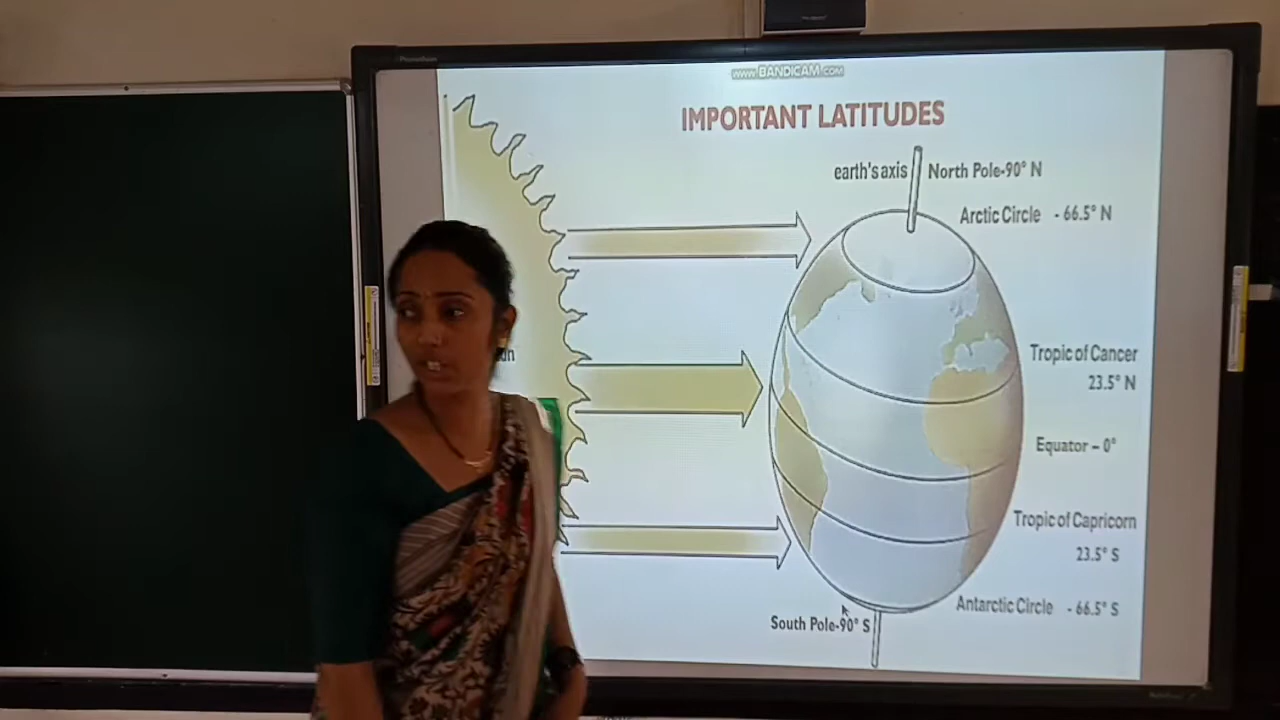 Promethean
www.BANDICAM.COM
IMPORTANT LATITUDES
earth's axis
North Pole-90° N
Arctic Circle - 66.5° N
Tropic of Cancer
23.5° N
Equator – 0°
Tropic of Capricorn
23.5° S
Antarctic Circle - 66.5° S
South Pole-90° S